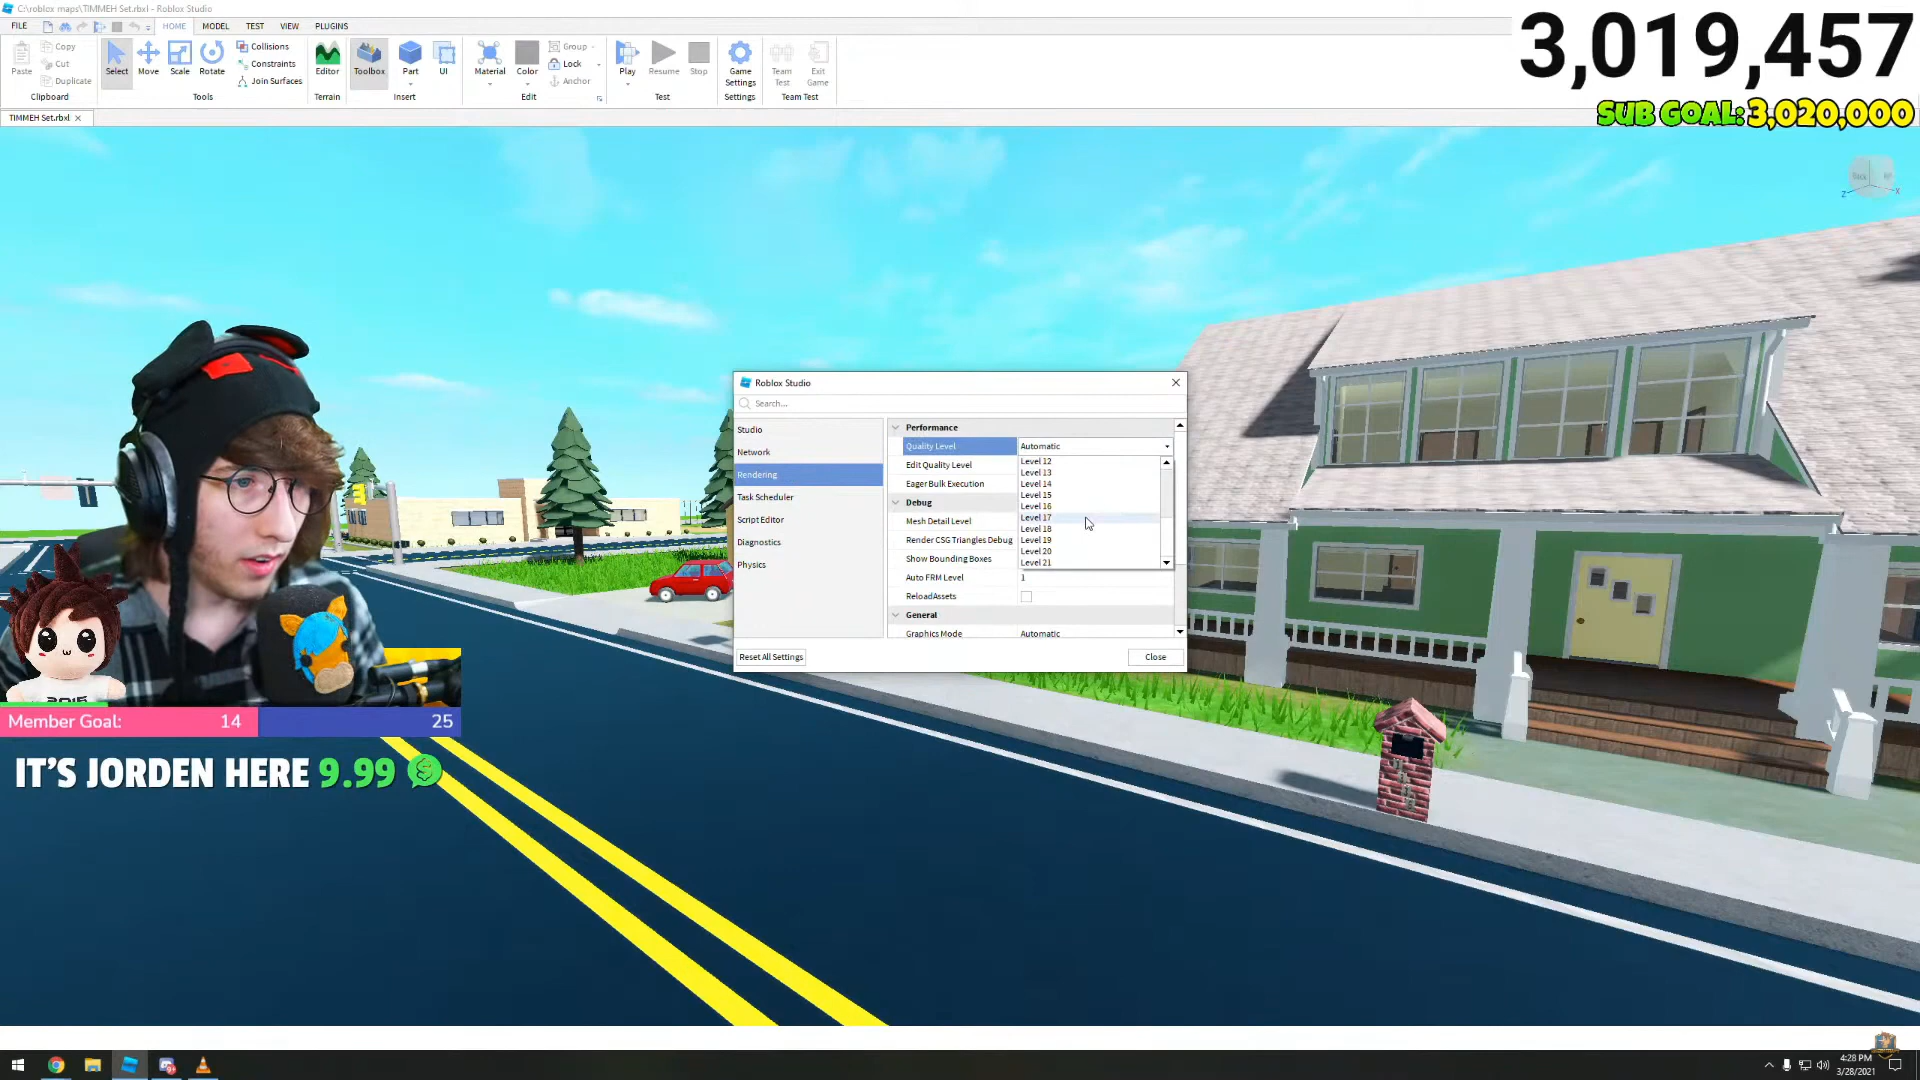 C:\roblox maps\TIMMEH Set.rbxl - Roblox Studio
FILE HOME MODEL TEST VIEW PLUGINS
Paste
Copy
Cut
Duplicate
Clipboard
Select
Move
Scale
Rotate
Collisions
Constraints
Join Surfaces
Tools
Editor
Terrain
Toolbox
Part
UI
Insert
Material
Color
Group
Lock
Anchor
Edit
Play
Resume
Stop
Test
Game
Settings
Settings
Team
Test
Exit
Game
Team Test
3,019,457
SUB GOAL: 3,020,000
TIMMEH Set.rbxl
Back
Z
X
Roblox Studio
Search...
Studio
Network
Rendering
Task Scheduler
Script Editor
Diagnostics
Physics
Performance
Quality Level Automatic
Edit Quality Level
Eager Bulk Execution
Level 12
Level 13
Level 14
Level 15
Level 16
Level 17
Level 18
Level 19
Level 20
Level 21
Debug
Mesh Detail Level
Render CSG Triangles Debug
Show Bounding Boxes
Auto FRM Level 1
ReloadAssets
General
Graphics Mode Automatic
Reset All Settings
Close
2015
Member Goal: 14 25
IT'S JORDEN HERE 9.99
4:28 PM
3/28/2021